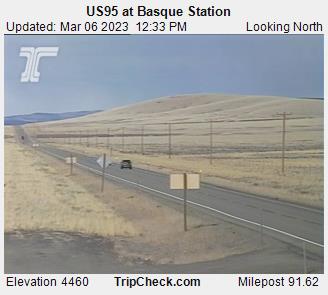 US95 at Basque Station
Updated: Mar 06 2023 12:33 PM Looking North
Elevation 4460 TripCheck.com Milepost 91.62